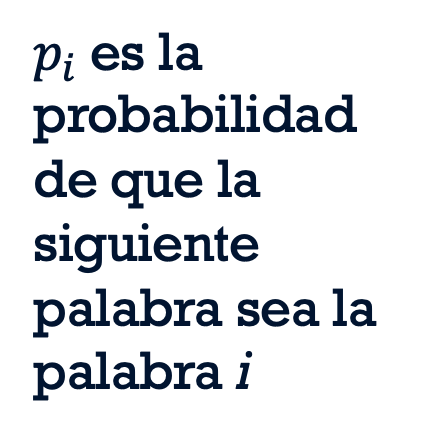 𝑝ᵢ es la
probabilidad
de que la
siguiente
palabra sea la
palabra 𝑖